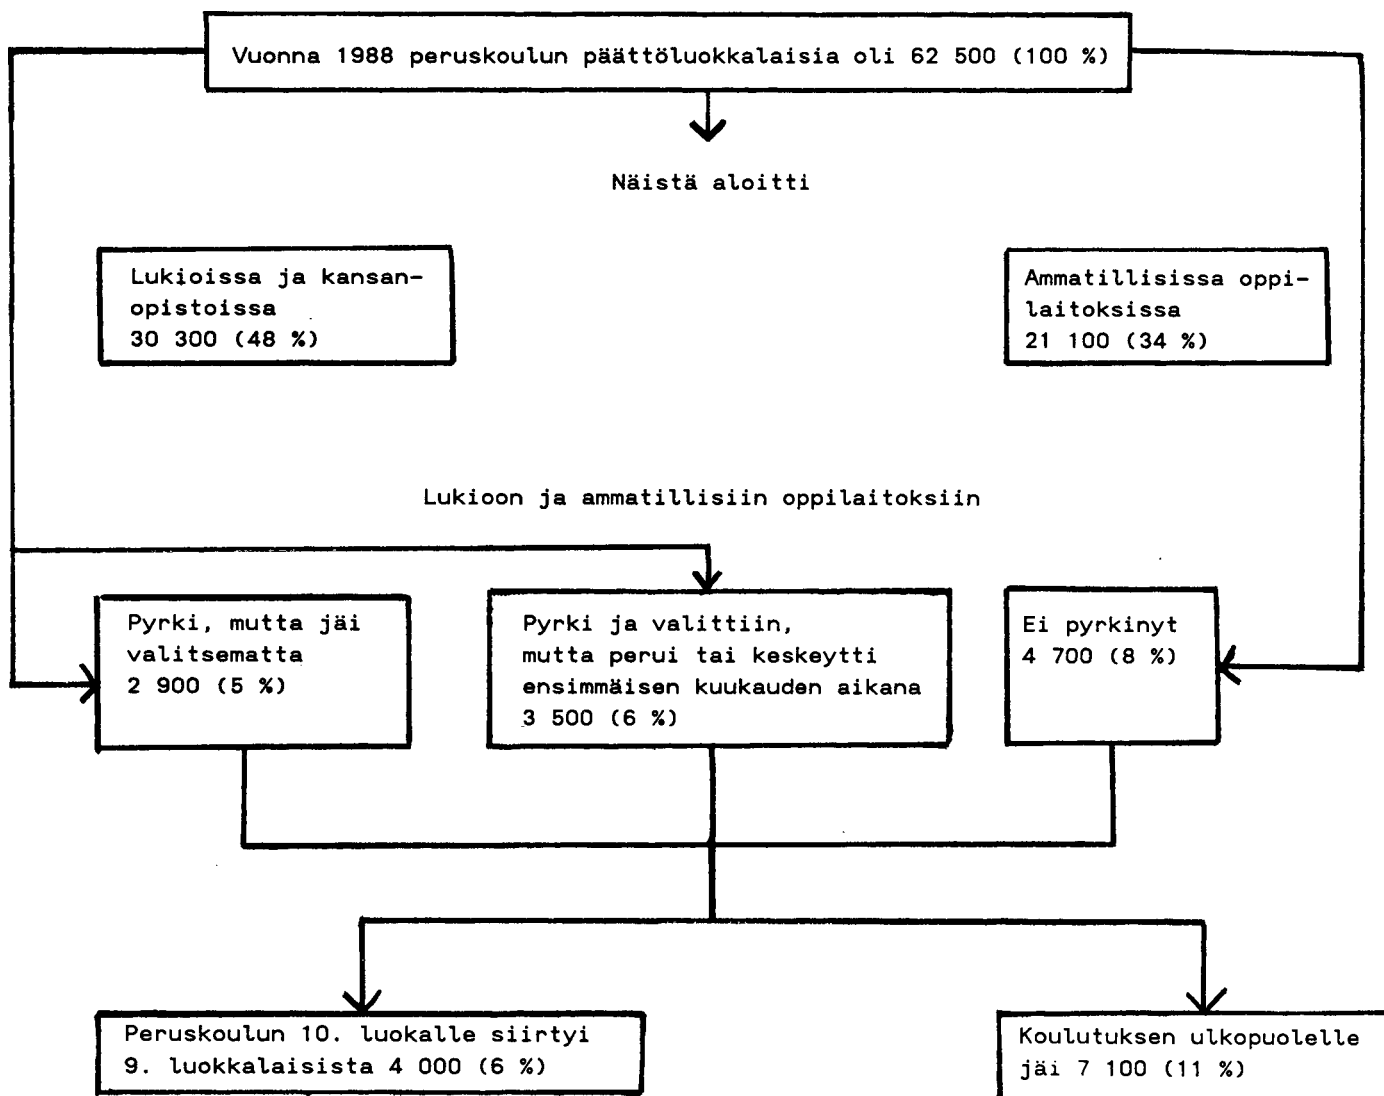 Vuonna 1988 peruskoulun päättöluokkalaisia oli 62 500 (100 %)
Näistä aloitti
Lukioissa ja kansan-
opistoissa
30 300 (48 %)
Ammatillisissa oppi-
laitoksissa
21 100 (34 %)
Lukioon ja ammatillisiin oppilaitoksiin
Pyrki, mutta jäi
valitsematta
2 900 (5 %)
Pyrki ja valittiin,
mutta perui tai keskeytti
ensimmäisen kuukauden aikana
3 500 (6 %)
Ei pyrkinyt
4 700 (8 %)
Peruskoulun 10. luokalle siirtyi
9. luokkalaisista 4 000 (6 %)
Koulutuksen ulkopuolelle
jäi 7 100 (11 %)